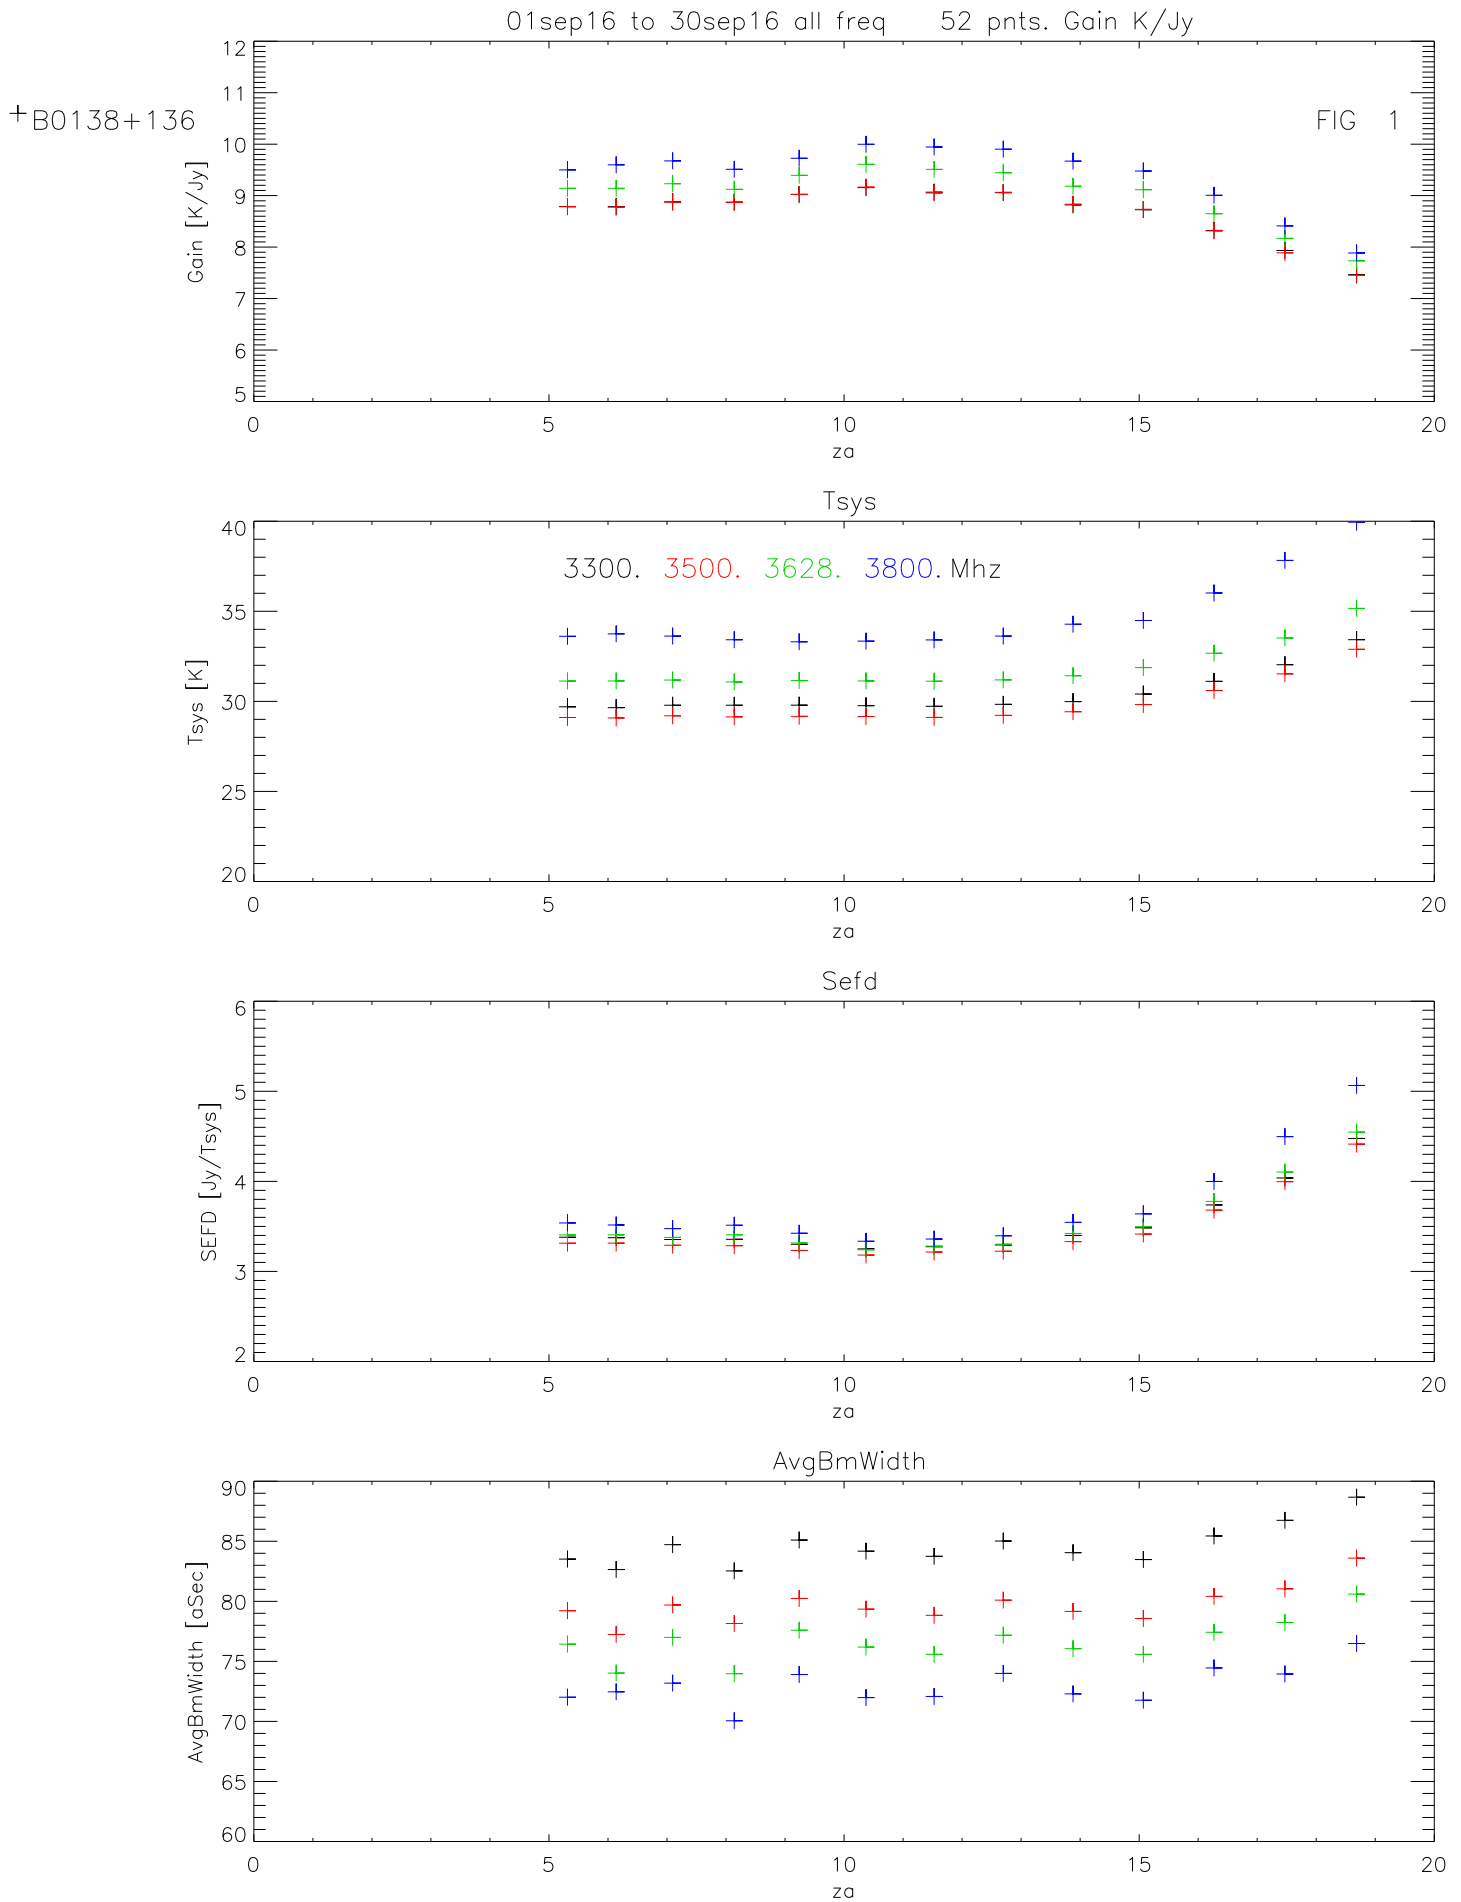 01sep16 to 30sep16 all freq 52 pnts. Gain K/Jy
+B0138+136
FIG 1
Gain [K/Jy]
12
11
10
9
8
7
6
5
0 5 10 15 20
za
Tsys
3300. 3500. 3628. 3800. Mhz
Tsys [K]
40
35
30
25
20
0 5 10 15 20
za
Sefd
SEFD [Jy/Tsys]
6
5
4
3
2
0 5 10 15 20
za
AvgBmWidth
AvgBmWidth [aSec]
90
85
80
75
70
65
60
0 5 10 15 20
za